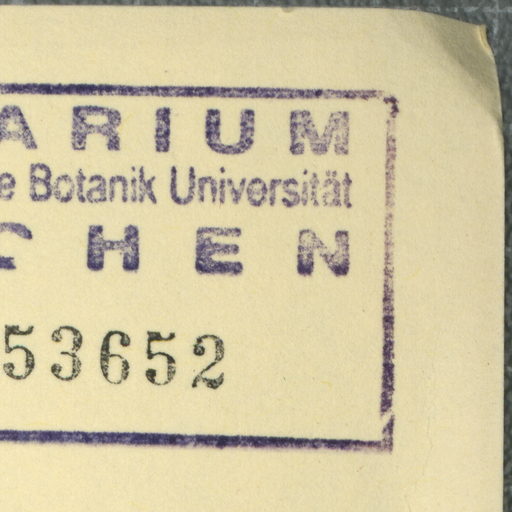 ARIUM
e Botanik Universität
CHEN
53652